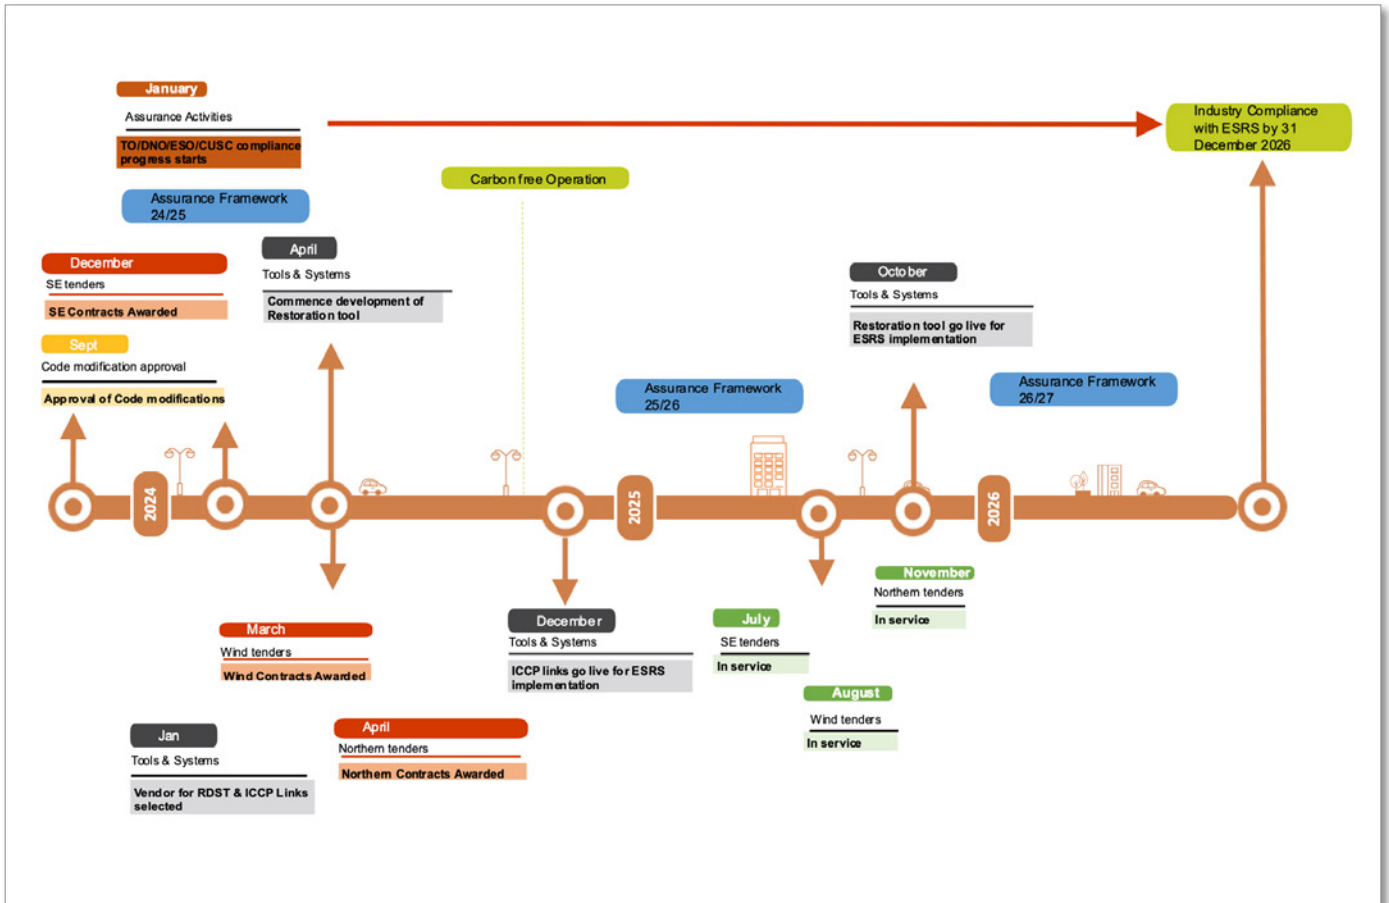 January
Assurance Activities
TO/DNO/ESO/CUSC compliance
progress starts
Industry Compliance
with ESRS by 31
December 2026
Carbon free Operation
Assurance Framework
24/25
December
SE tenders
SE Contracts Awarded
April
Tools & Systems
Commence development of
Restoration tool
October
Tools & Systems
Restoration tool go live for
ESRS implementation
Sept
Code modification approval
Approval of Code modifications
Assurance Framework
25/26
Assurance Framework
26/27
2024
2025
2026
March
Wind tenders
Wind Contracts Awarded
December
Tools & Systems
ICCP links go live for ESRS
implementation
July
SE tenders
In service
November
Northern tenders
In service
August
Wind tenders
In service
Jan
Tools & Systems
Vendor for RDST & ICCP Links
selected
April
Northern tenders
Northern Contracts Awarded